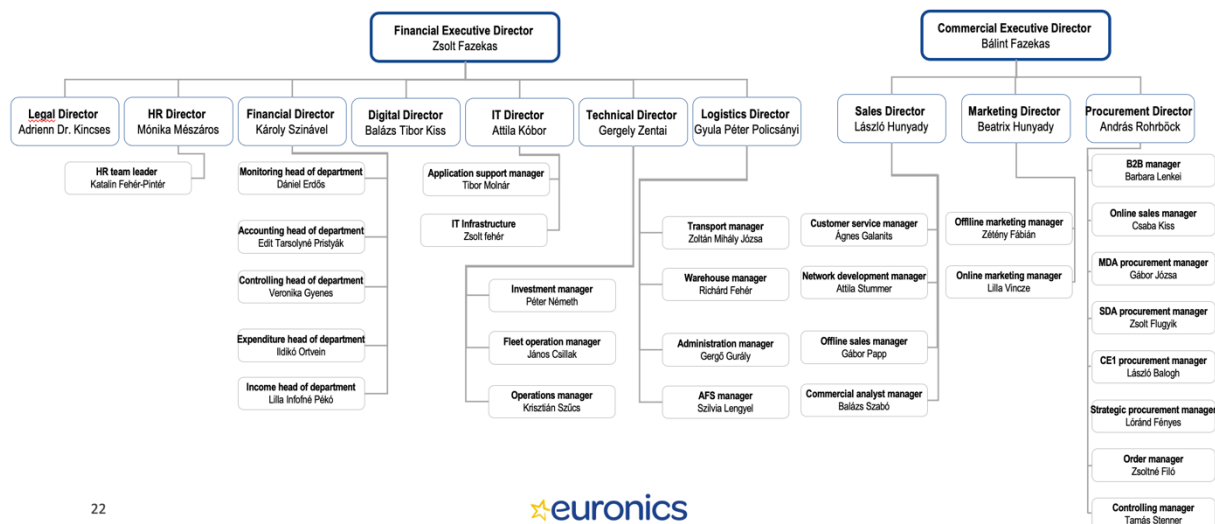 Financial Executive Director
Zsolt Fazekas
Commercial Executive Director
Bálint Fazekas
Legal Director
Adrienn Dr. Kincses
HR Director
Mónika Mészáros
Financial Director
Károly Szinável
Digital Director
Balázs Tibor Kiss
IT Director
Attila Kóbor
Technical Director
Gergely Zentai
Logistics Director
Gyula Péter Policsányi
Sales Director
László Hunyady
Marketing Director
Beatrix Hunyady
Procurement Director
András Rohrböck
HR team leader
Katalin Fehér-Pintér
Monitoring head of department
Dániel Erdős
Accounting head of department
Edit Tarsolyné Pristyák
Controlling head of department
Veronika Gyenes
Expenditure head of department
Ildikó Ortvein
Income head of department
Lilla Infofné Pékó
Application support manager
Tibor Molnár
IT Infrastructure
Zsolt fehér
Investment manager
Péter Németh
Fleet operation manager
János Csillak
Operations manager
Krisztián Szűcs
Transport manager
Zoltán Mihály Józsa
Warehouse manager
Richárd Fehér
Administration manager
Gergő Gurály
AFS manager
Szilvia Lengyel
Customer service manager
Ágnes Galanits
Network development manager
Attila Stummer
Offline sales manager
Gábor Papp
Commercial analyst manager
Balázs Szabó
Offlline marketing manager
Zétény Fábián
Online marketing manager
Lilla Vincze
B2B manager
Barbara Lenkei
Online sales manager
Csaba Kiss
MDA procurement manager
Gábor Józsa
SDA procurement manager
Zsolt Flugyik
CE1 procurement manager
László Balogh
Strategic procurement manager
Lóránd Fényes
Order manager
Zsoltné Filó
Controlling manager
Tamás Stenner
22
euronics